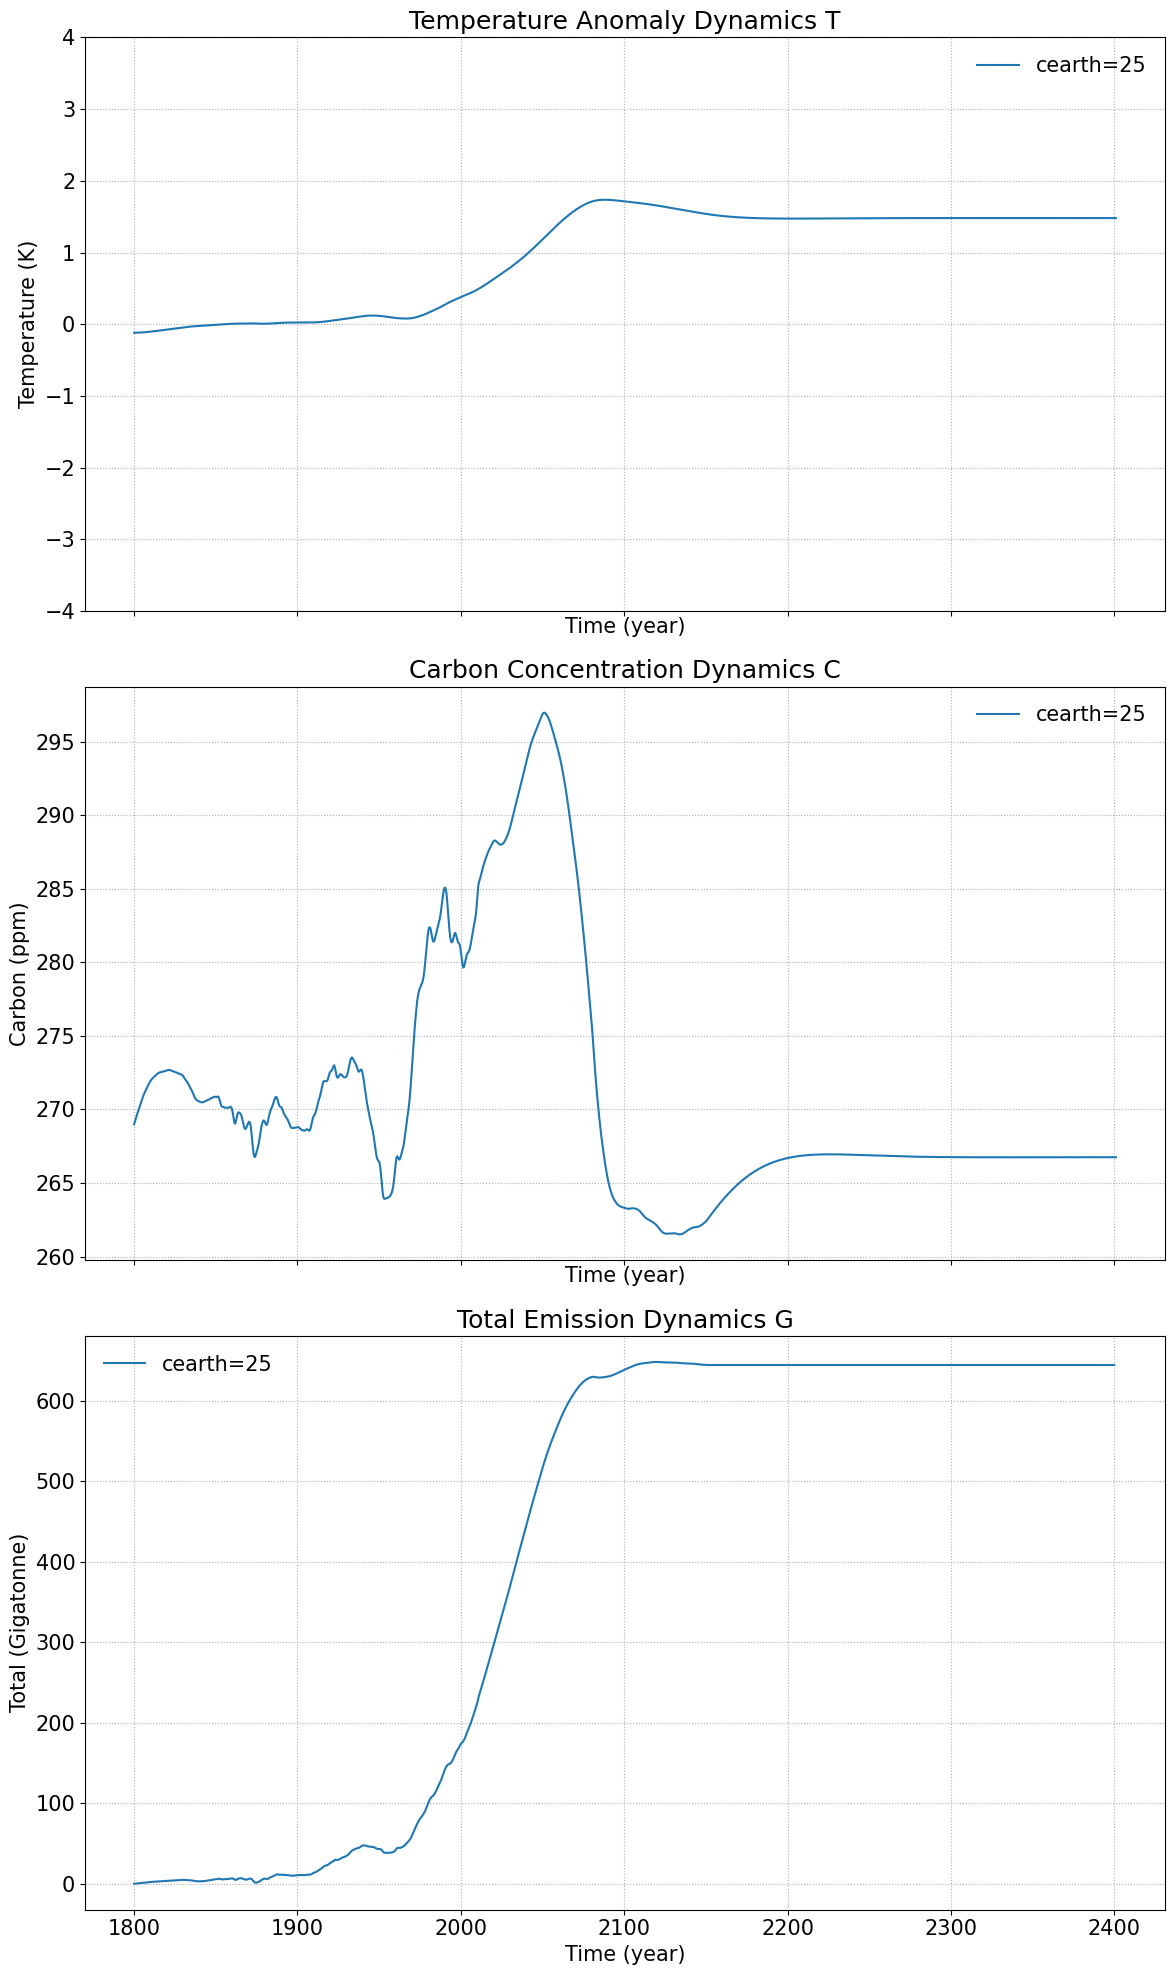 Temperature Anomaly Dynamics T
4
3
2
1
0
−1
−2
−3
−4
Temperature (K)
cearth=25
Time (year)
Carbon Concentration Dynamics C
295
290
285
280
275
270
265
260
Carbon (ppm)
cearth=25
Time (year)
Total Emission Dynamics G
600
500
400
300
200
100
0
Total (Gigatonne)
cearth=25
1800 1900 2000 2100 2200 2300 2400
Time (year)